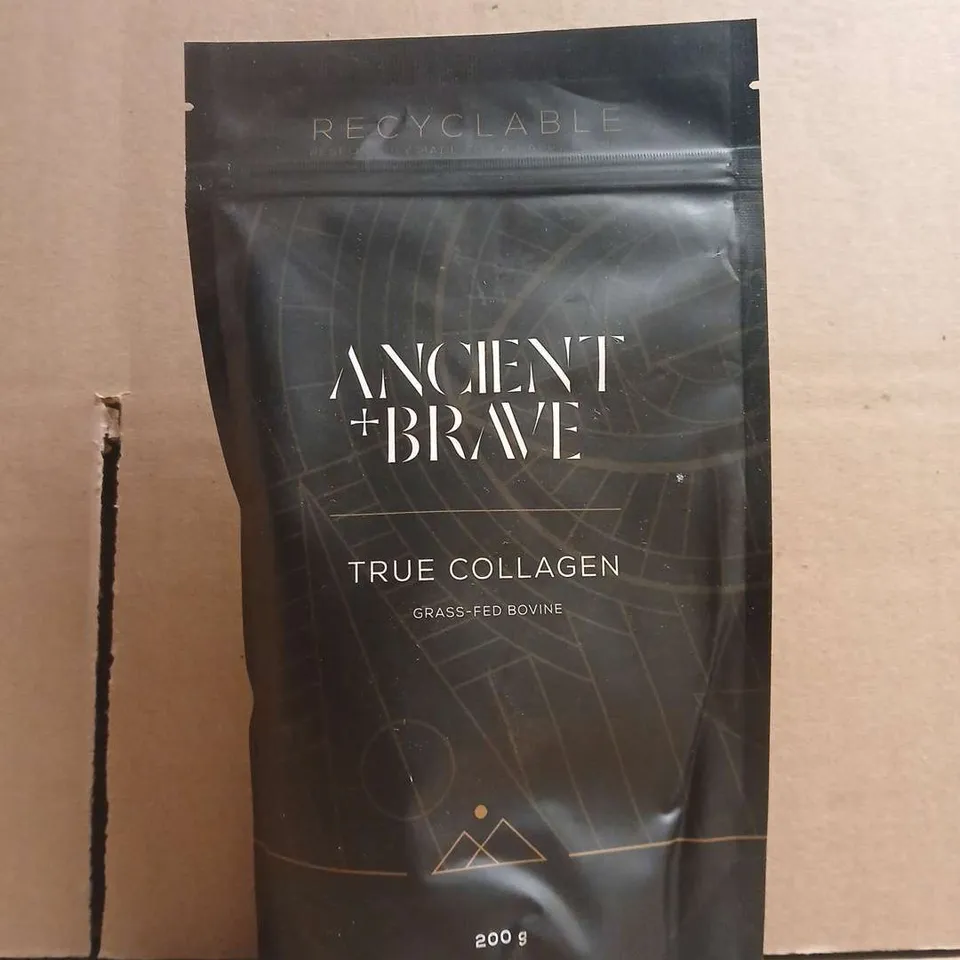 RECYCLABLE
ANCIENT
+BRAVE
TRUE COLLAGEN
GRASS-FED BOVINE
200 g